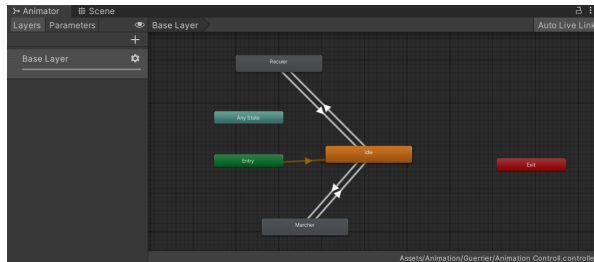 Animator Scene
Layers Parameters Base Layer Auto Live Link
Base Layer
Reculer
Any State
Idle
Entry
Exit
Marcher
Assets/Animation/Guerrier/Animation Controll.controlle